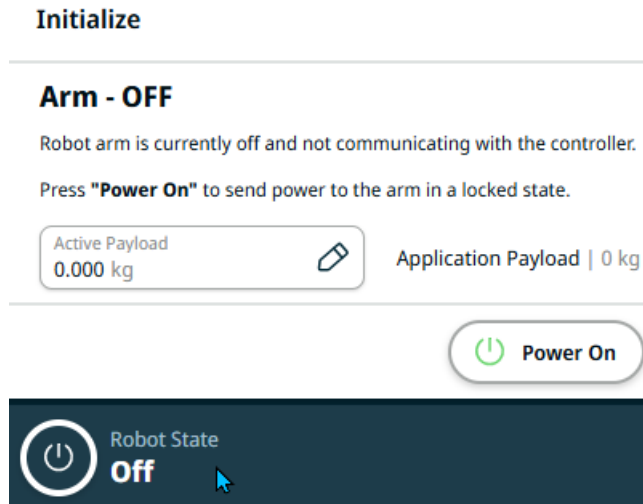 Initialize
Arm - OFF
Robot arm is currently off and not communicating with the controller.
Press "Power On" to send power to the arm in a locked state.
Active Payload
0.000 kg
Application Payload | 0 kg
Power On
Robot State
Off